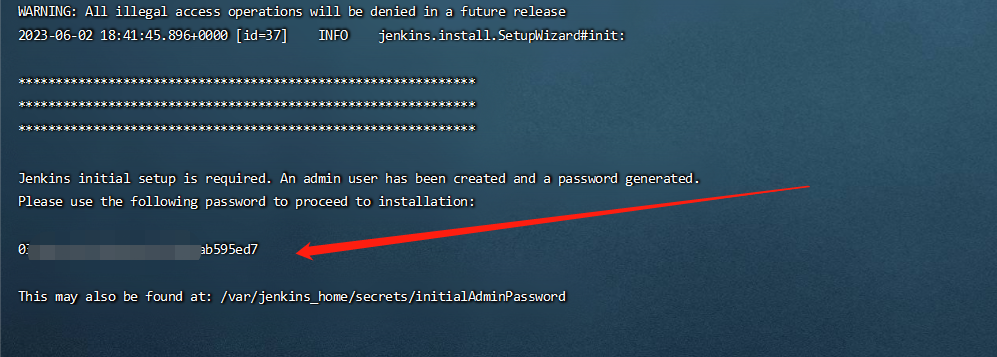 WARNING: All illegal access operations will be denied in a future release
2023-06-02 18:41:45.896+0000 [id=37] INFO jenkins.install.SetupWizard#init:
*************************************************************
*************************************************************
*************************************************************
Jenkins initial setup is required. An admin user has been created and a password generated.
Please use the following password to proceed to installation:
ab595ed7
This may also be found at: /var/jenkins_home/secrets/initialAdminPassword